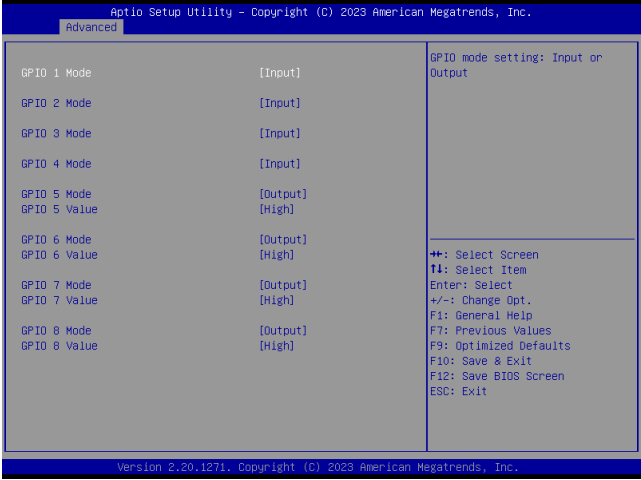 Aptio Setup Utility – Copyright (C) 2023 American Megatrends, Inc.
Advanced
GPIO 1 Mode [Input]
GPIO 2 Mode [Input]
GPIO 3 Mode [Input]
GPIO 4 Mode [Input]
GPIO 5 Mode [Output]
GPIO 5 Value [High]
GPIO 6 Mode [Output]
GPIO 6 Value [High]
GPIO 7 Mode [Output]
GPIO 7 Value [High]
GPIO 8 Mode [Output]
GPIO 8 Value [High]
GPIO mode setting: Input or
Output
→←: Select Screen
↑↓: Select Item
Enter: Select
+/-: Change Opt.
F1: General Help
F7: Previous Values
F9: Optimized Defaults
F10: Save & Exit
F12: Save BIOS Screen
ESC: Exit
Version 2.20.1271. Copyright (C) 2023 American Megatrends, Inc.